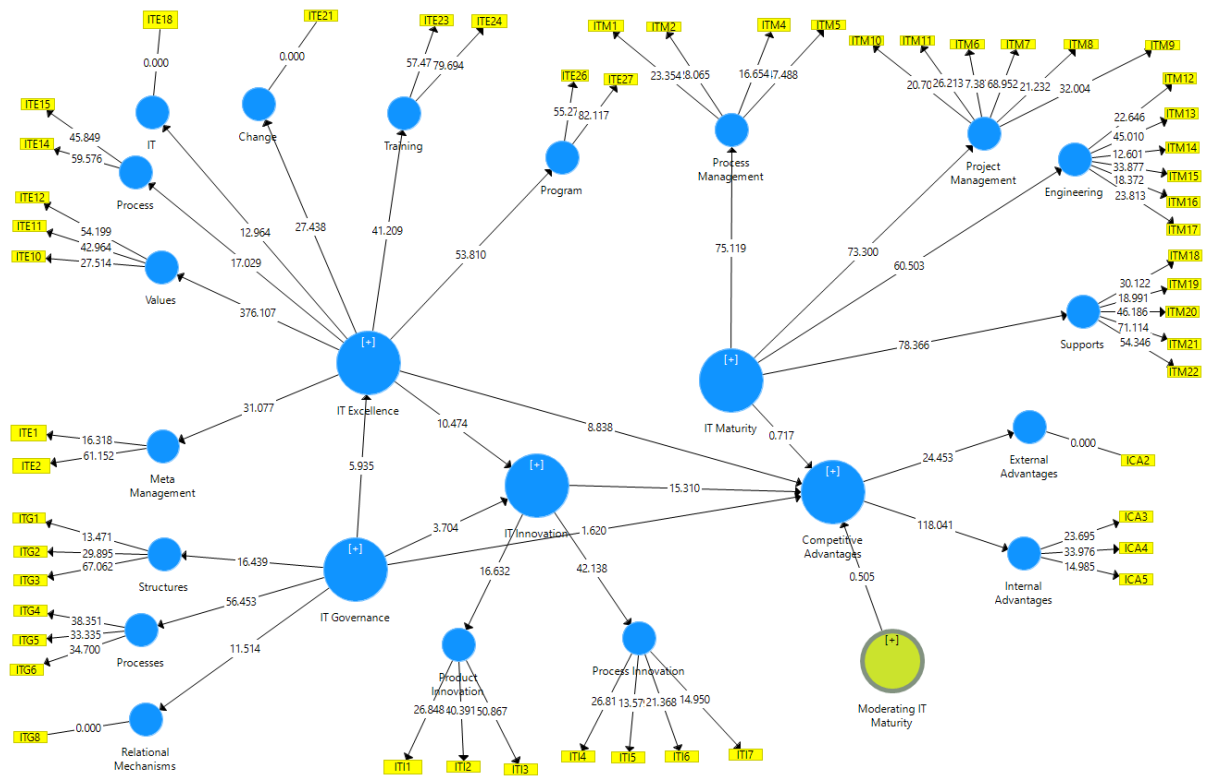 ITE18
ITE21
ITE23
ITE24
ITM1
ITM2
ITM4
ITM5
ITM10
ITM11
ITM6
ITM7
ITM8
ITM9
ITM12
ITM13
ITM14
ITM15
ITM16
ITM17
ITE26
ITE27
ITE15
ITE14
ITE12
ITE11
ITE10
0.000
0.000
57.47
79.694
55.27
82.117
23.354
16.654
20.70
26.213
68.952
21.232
32.004
22.646
45.010
12.601
33.877
18.372
23.813
45.849
59.576
54.199
42.964
27.514
IT
Change
Training
Program
Process
Management
Project
Management
Engineering
Process
Values
12.964
17.029
27.438
41.209
53.810
376.107
75.119
73.300
60.503
78.366
ITM18
ITM19
ITM20
ITM21
ITM22
30.122
18.991
46.186
71.114
54.346
Supports
[+]
IT Excellence
[+]
IT Maturity
31.077
10.474
8.838
0.717
ITE1
ITE2
16.318
61.152
Meta
Management
5.935
3.704
15.310
1.620
[+]
IT Innovation
[+]
Competitive
Advantages
24.453
118.041
External
Advantages
0.000
ICA2
ICA3
ICA4
ICA5
23.695
33.976
14.985
Internal
Advantages
ITG1
ITG2
ITG3
13.471
29.895
67.062
Structures
16.439
[+]
IT Governance
56.453
11.514
ITG4
ITG5
ITG6
38.351
33.335
34.700
Processes
ITG8
0.000
Relational
Mechanisms
16.632
42.138
Product
Innovation
Process Innovation
26.848
40.391
50.867
26.81
13.57
21.368
14.950
ITI1
ITI2
ITI3
ITI4
ITI5
ITI6
ITI7
0.505
[+]
Moderating IT
Maturity